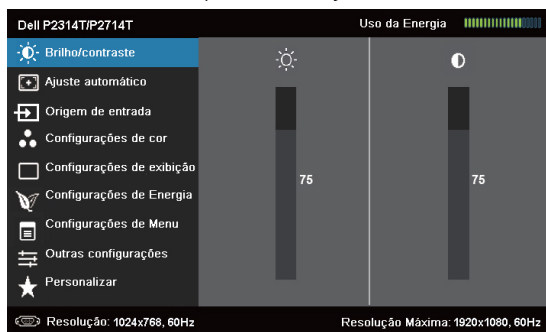 Dell P2314T/P2714T
Uso da Energia
Brilho/contraste
Ajuste automático
Origem de entrada
Configurações de cor
Configurações de exibição
Configurações de Energia
Configurações de Menu
Outras configurações
Personalizar
75
75
Resolução: 1024x768, 60Hz
Resolução Máxima: 1920x1080, 60Hz